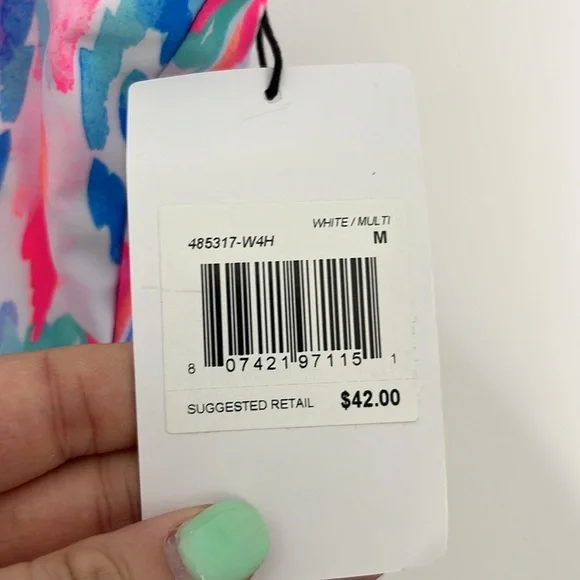 WHITE / MULTI
485317-W4H M
8 07421 97115 1
SUGGESTED RETAIL $42.00